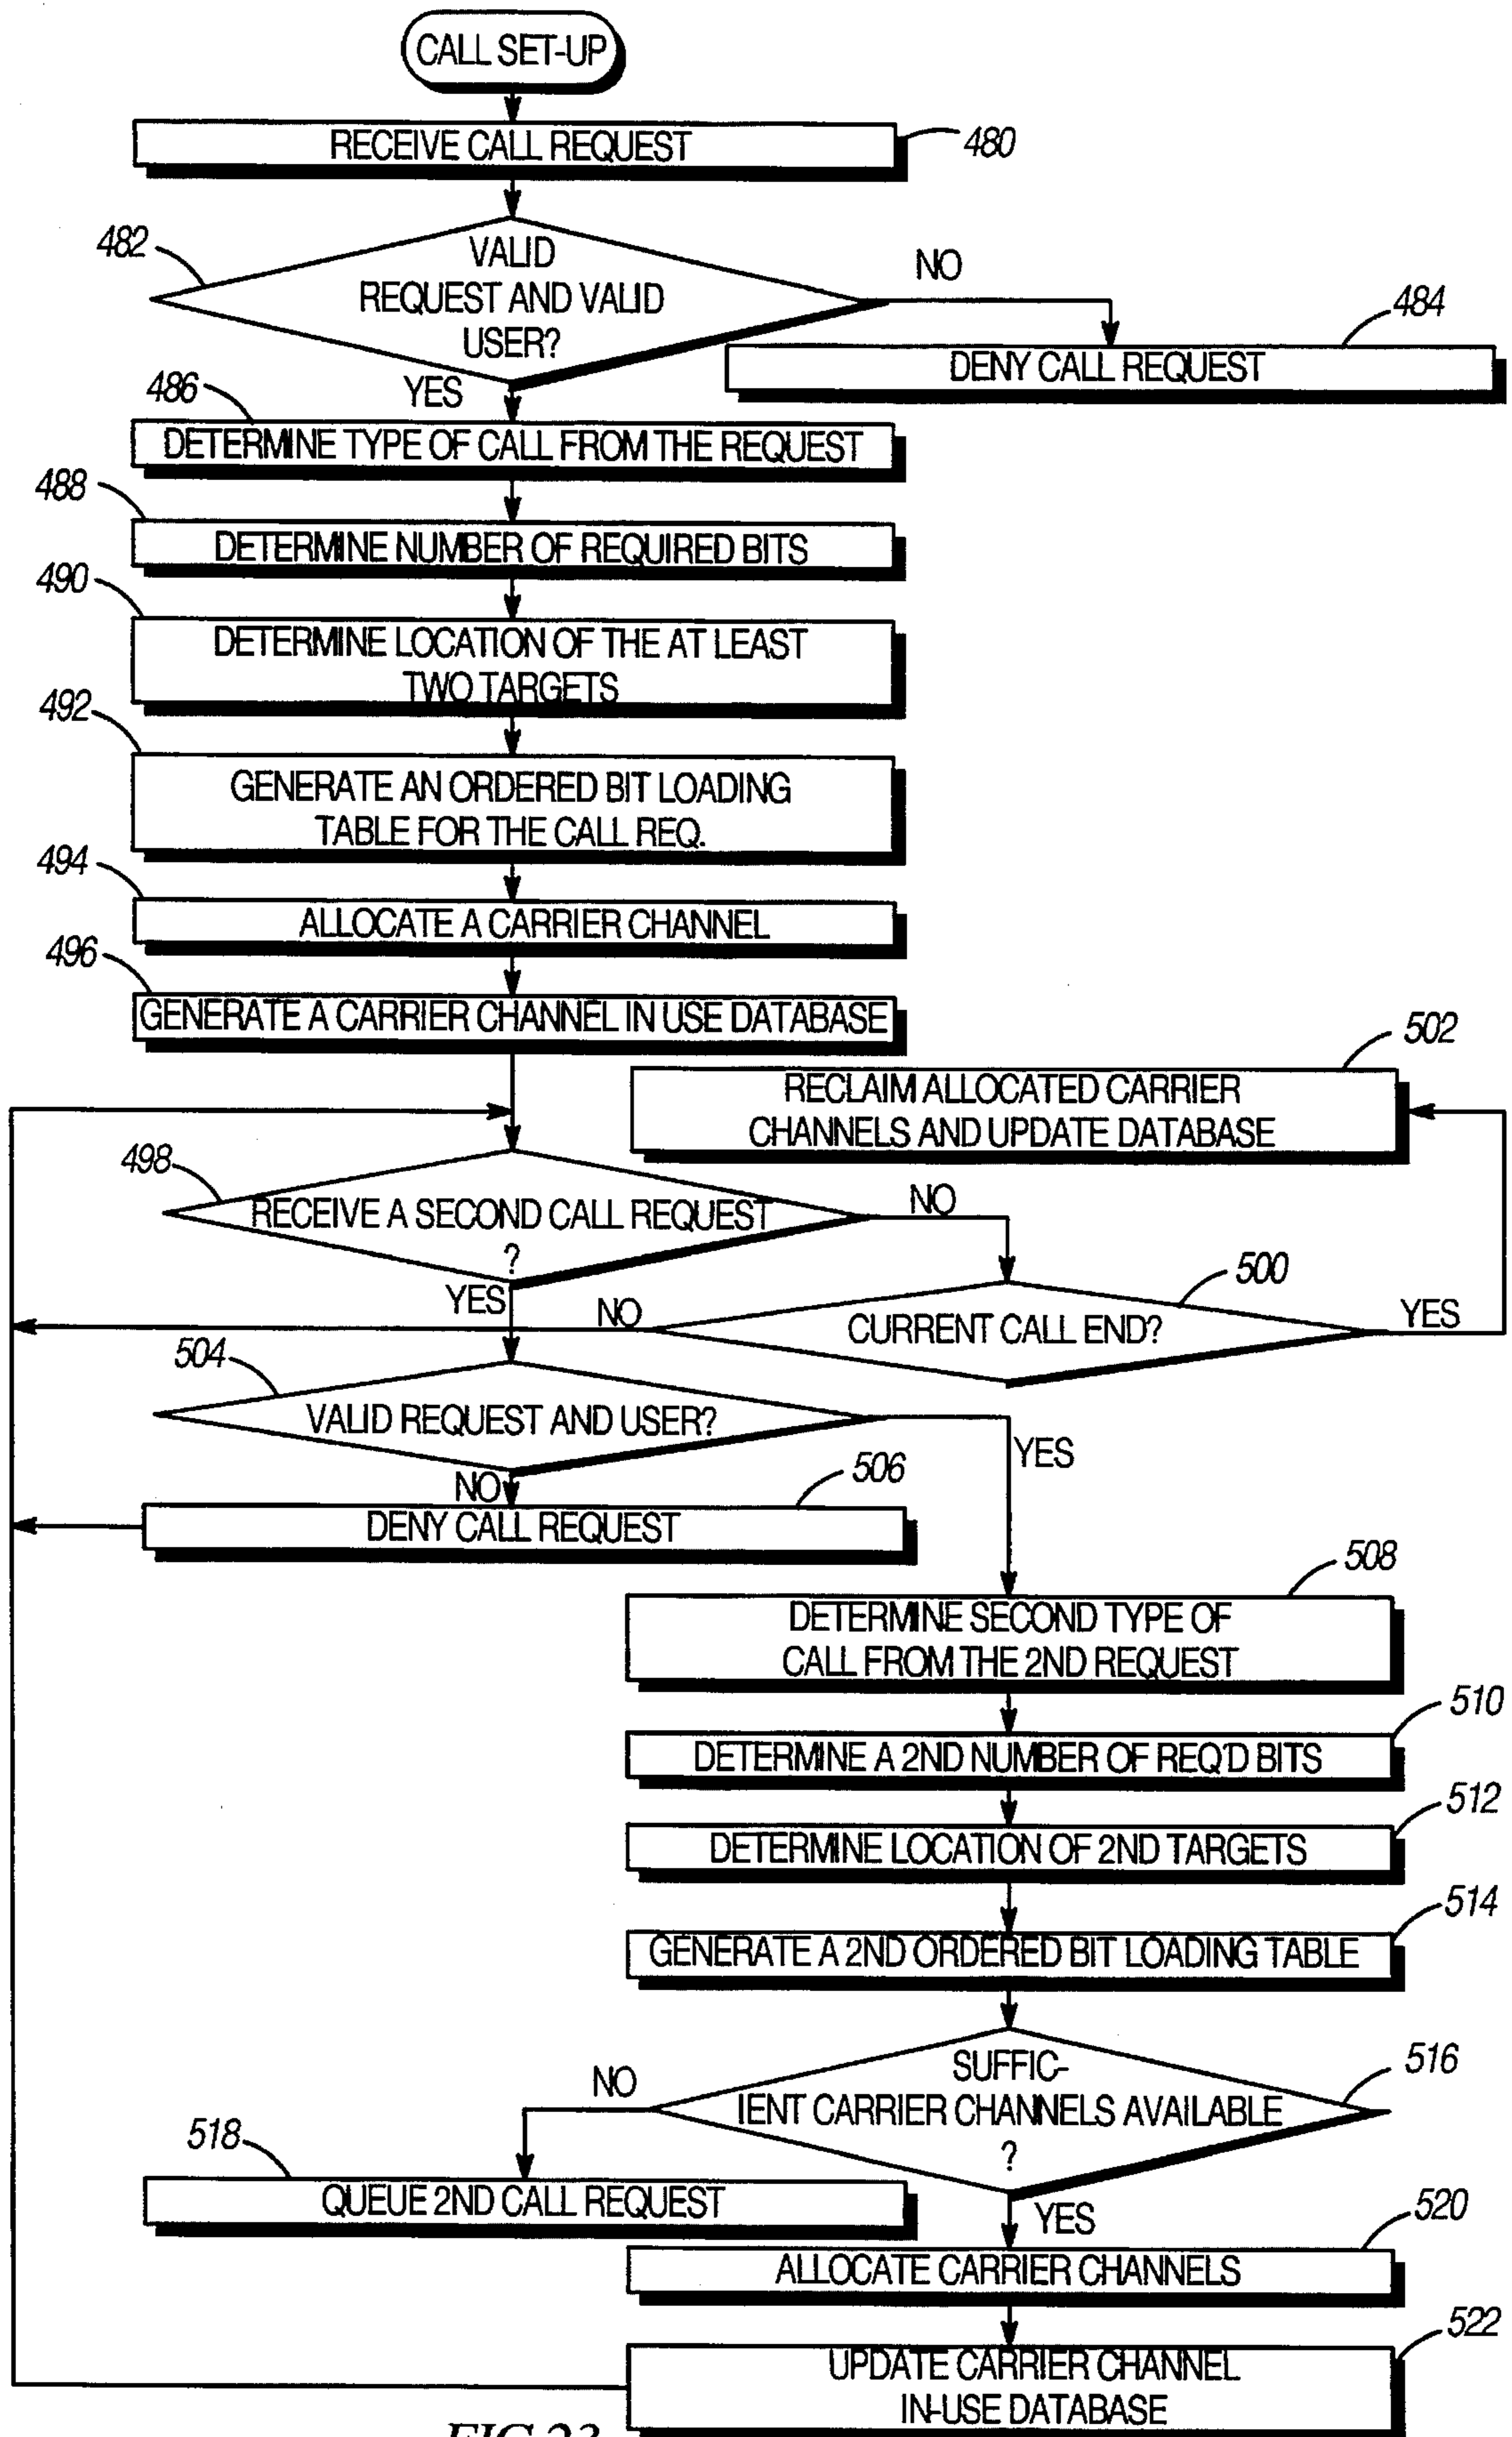 CALL SET-UP
RECEIVE CALL REQUEST
480
482
VALID
REQUEST AND VALID
USER?
NO
484
DENY CALL REQUEST
YES
486
DETERMINE TYPE OF CALL FROM THE REQUEST
488
DETERMINE NUMBER OF REQUIRED BITS
490
DETERMINE LOCATION OF THE AT LEAST
TWO TARGETS
492
GENERATE AN ORDERED BIT LOADING
TABLE FOR THE CALL REQ.
494
ALLOCATE A CARRIER CHANNEL
496
GENERATE A CARRIER CHANNEL IN USE DATABASE
502
RECLAIM ALLOCATED CARRIER
CHANNELS AND UPDATE DATABASE
498
RECEIVE A SECOND CALL REQUEST
?
NO
YES
500
CURRENT CALL END?
NO
YES
504
VALID REQUEST AND USER?
YES
NO
506
DENY CALL REQUEST
508
DETERMINE SECOND TYPE OF
CALL FROM THE 2ND REQUEST
510
DETERMINE A 2ND NUMBER OF REQ'D BITS
512
DETERMINE LOCATION OF 2ND TARGETS
514
GENERATE A 2ND ORDERED BIT LOADING TABLE
516
SUFFIC-
IENT CARRIER CHANNELS AVAILABLE
?
NO
518
QUEUE 2ND CALL REQUEST
YES
520
ALLOCATE CARRIER CHANNELS
522
UPDATE CARRIER CHANNEL
IN-USE DATABASE
FIG.23